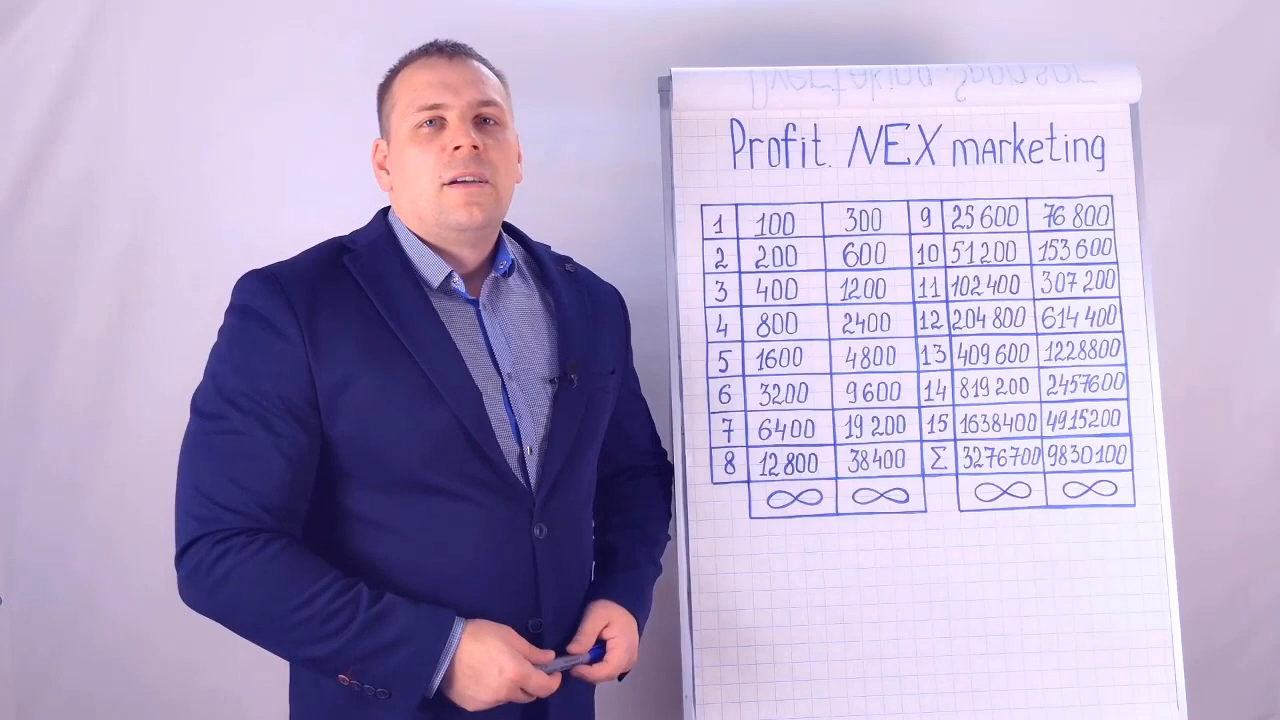 Overtaking Sponsor
Profit. NEX marketing
1 100 300 9 25 600 76 800
2 200 600 10 51 200 153 600
3 400 1200 11 102 400 307 200
4 800 2400 12 204 800 614 400
5 1600 4800 13 409 600 1228800
6 3200 9600 14 819 200 2457600
7 6400 19 200 15 1638400 4915200
8 12 800 38400 Σ 3276700 9830100
∞ ∞ ∞ ∞